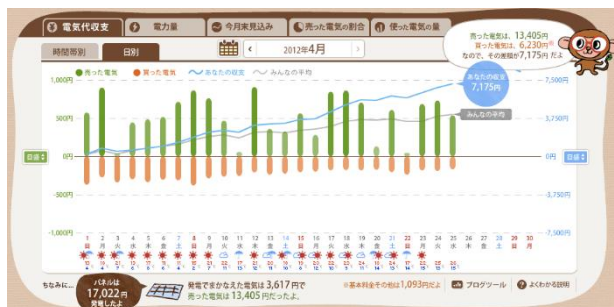 電気代収支
電力量
今月末見込み
売った電気の割合
使った電気の量
売った電気は、13,405円
買った電気は、6,230円
なので、その差額が7,175円だよ
時間帯別
日別
2012年4月
売った電気
買った電気
あなたの収支
みんなの平均
あなたの収支
7,175円
みんなの平均
1,000円
500円
0円
-500円
-1,000円
7,500円
3,750円
0円
-3,750円
-7,500円
目盛
目盛
1 2 3 4 5 6 7 8 9 10 11 12 13 14 15 16 17 18 19 20 21 22 23 24 25 26 27 28 29 30
日 月 火 水 木 金 土 日 月 火 水 木 金 土 日 月 火 水 木 金 土 日 月 火 水 木 金 土 日 月
ちなみに…
パネルは
17,022円
発電したよ
発電でまかなえた電気は3,617円で
売った電気は13,405円だったよ。
※基本料金その他は1,093円だよ
ブログツール
よくわかる説明